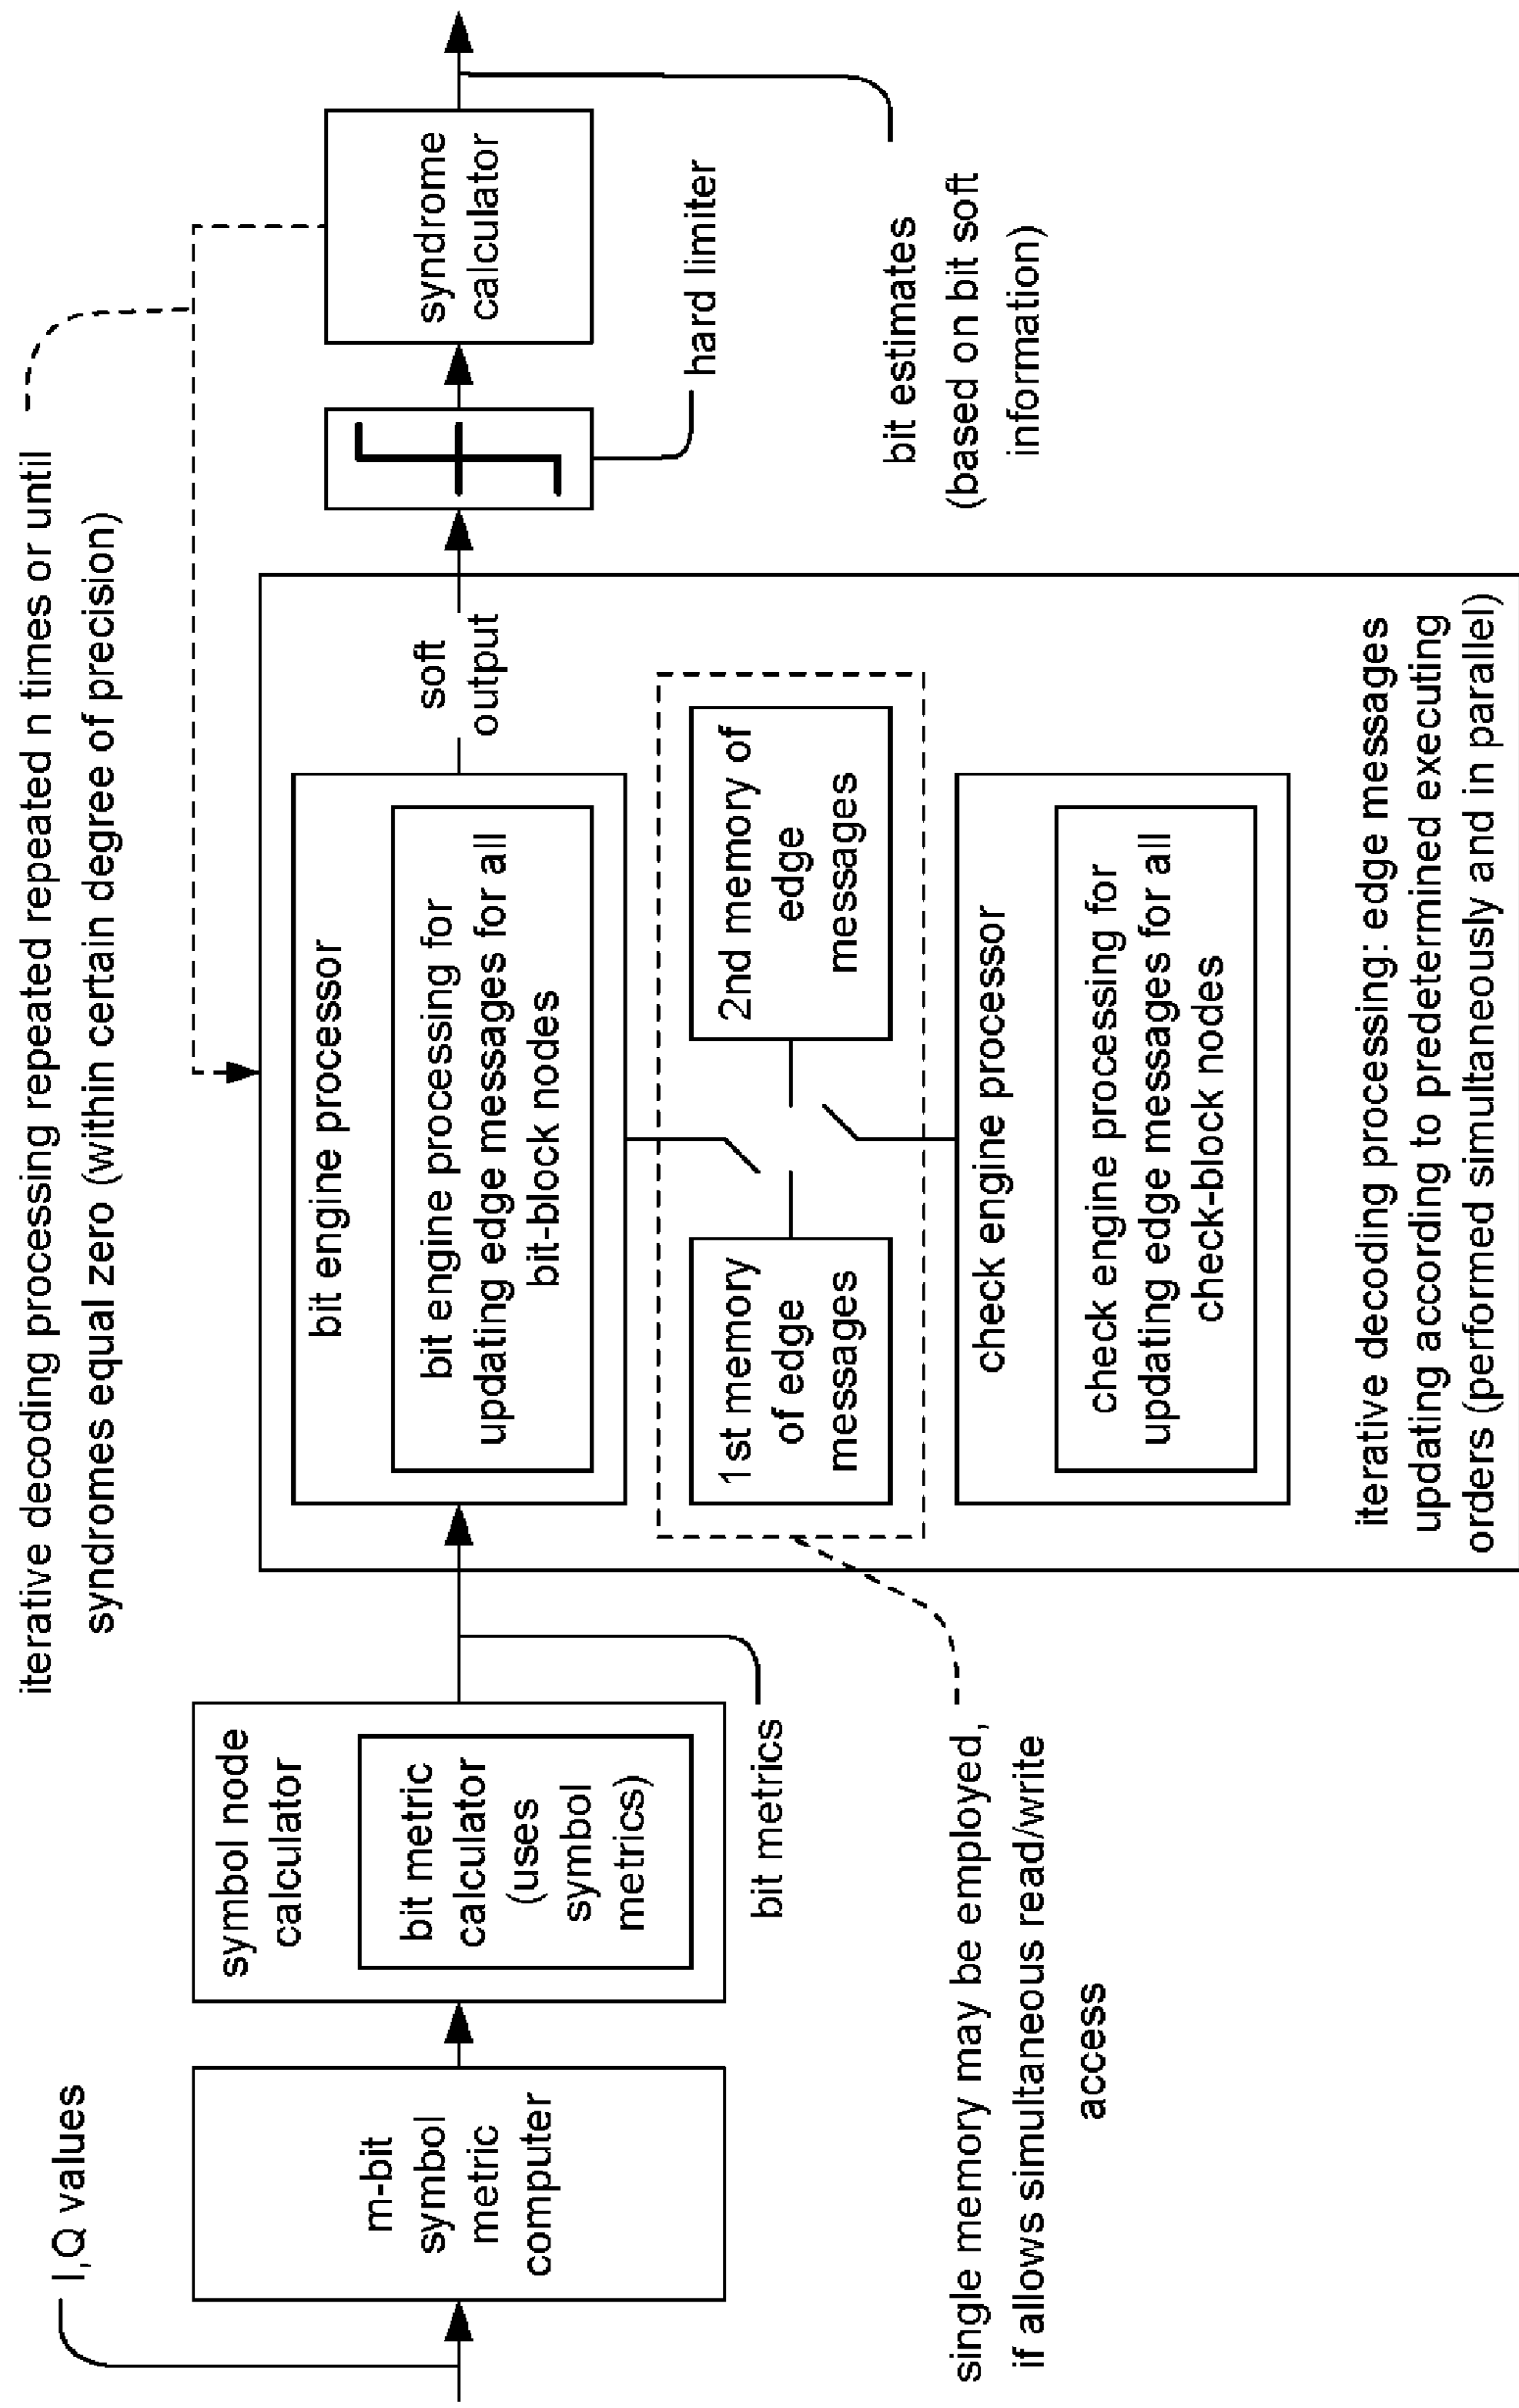 iterative decoding processing repeated repeated n times or until
syndromes equal zero (within certain degree of precision)
I,Q values
m-bit
symbol
metric
computer
symbol node
calculator
bit metric
calculator
(uses
symbol
metrics)
bit metrics
single memory may be employed,
if allows simultaneous read/write
access
bit engine processor
bit engine processing for
updating edge messages for all
bit-block nodes
soft
output
1st memory
of edge
messages
2nd memory of
edge
messages
check engine processor
check engine processing for
updating edge messages for all
check-block nodes
iterative decoding processing: edge messages
updating according to predetermined executing
orders (performed simultaneously and in parallel)
hard limiter
syndrome
calculator
bit estimates
(based on bit soft
information)